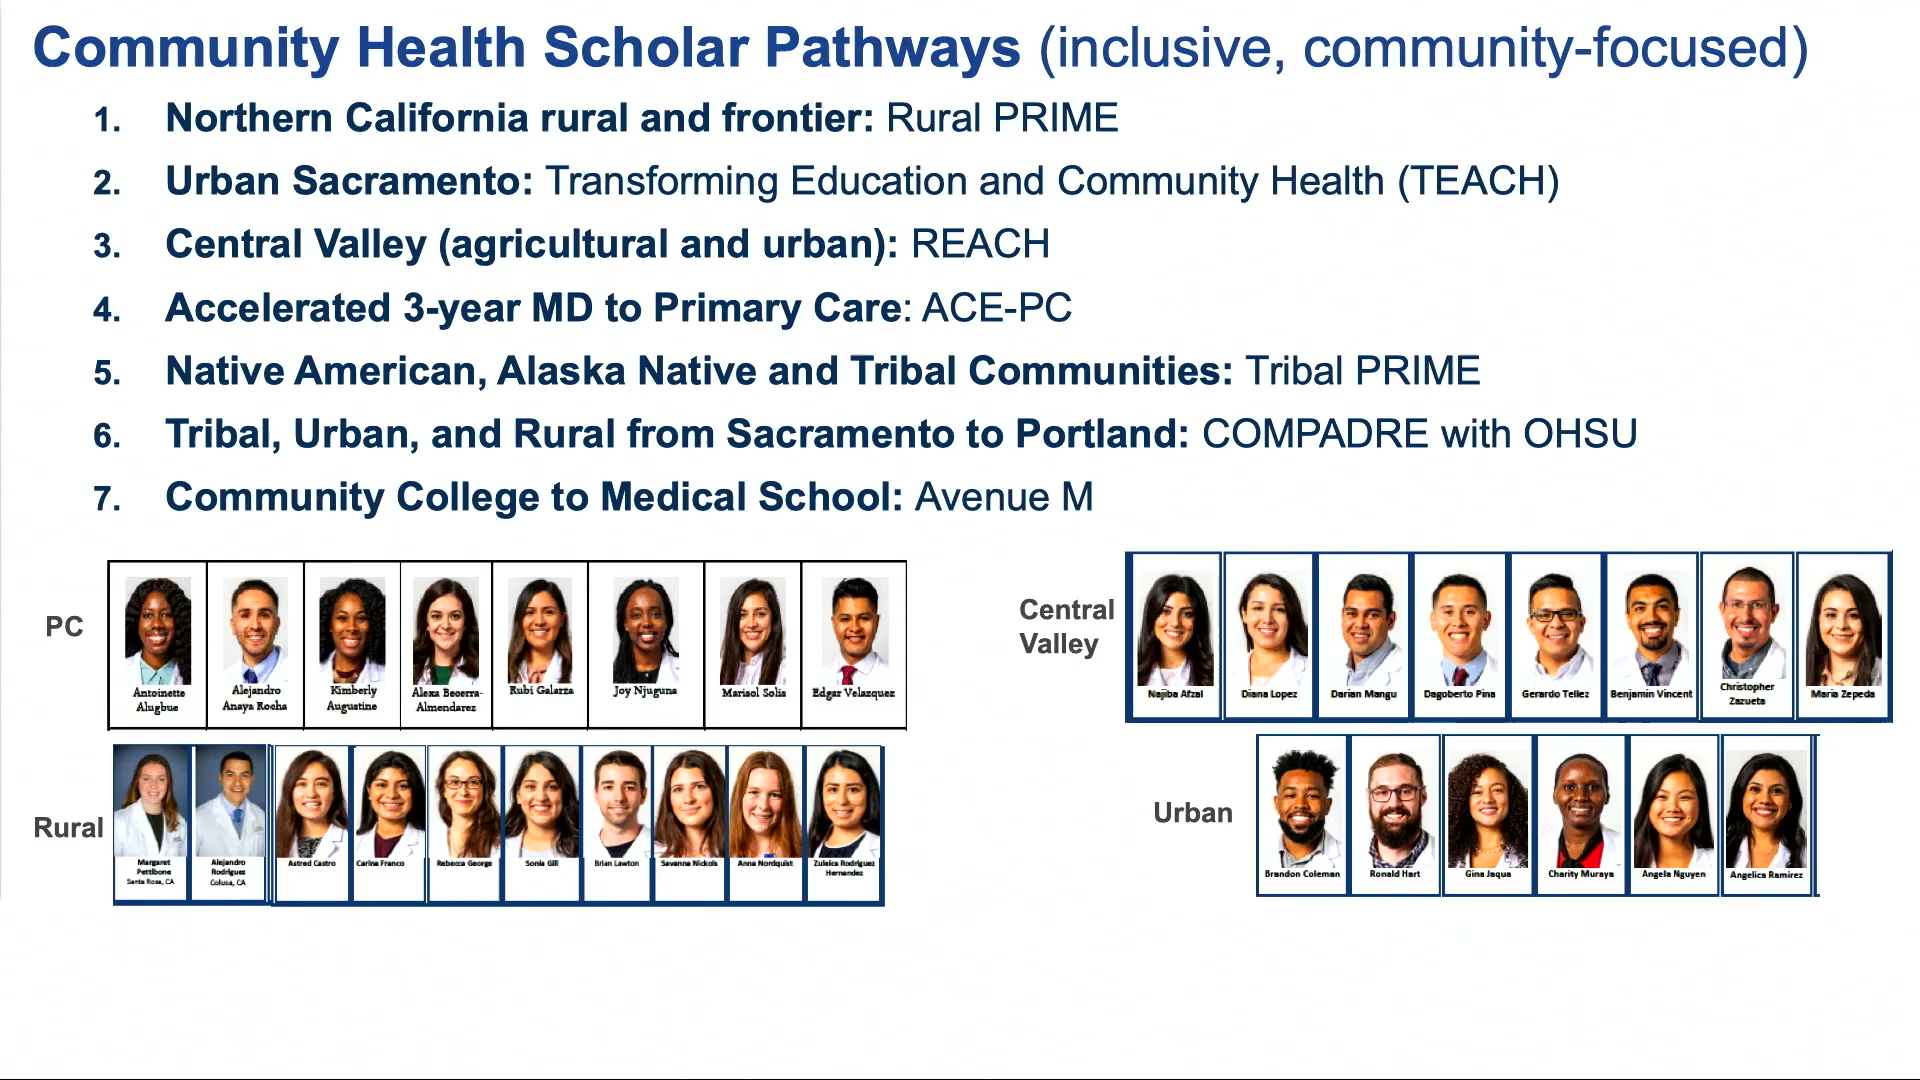 Community Health Scholar Pathways (inclusive, community-focused)
1. Northern California rural and frontier: Rural PRIME
2. Urban Sacramento: Transforming Education and Community Health (TEACH)
3. Central Valley (agricultural and urban): REACH
4. Accelerated 3-year MD to Primary Care: ACE-PC
5. Native American, Alaska Native and Tribal Communities: Tribal PRIME
6. Tribal, Urban, and Rural from Sacramento to Portland: COMPADRE with OHSU
7. Community College to Medical School: Avenue M
PC
Antoinette
Alugbue
Alejandro
Anaya Rocha
Kimberly
Augustine
Alexa Becerra-
Almendarez
Rubi Galarza
Joy Njuguna
Marisol Solis
Edgar Velazquez
Central
Valley
Najiba Afzal
Diana Lopez
Darian Mangu
Dagoberto Pina
Gerardo Tellez
Benjamin Vincent
Christopher
Zazueta
Maria Zepeda
Rural
Margaret
Pettibone
Santa Rosa, CA
Alejandro
Rodriguez
Colusa, CA
Astred Castro
Carina Franco
Rebecca George
Sonia Gill
Brian Lawton
Savanna Nickols
Anna Nordquist
Zuleica Rodriguez
Hernandez
Urban
Brandon Coleman
Ronald Hart
Gina Jaqua
Charity Muraya
Angela Nguyen
Angelica Ramirez